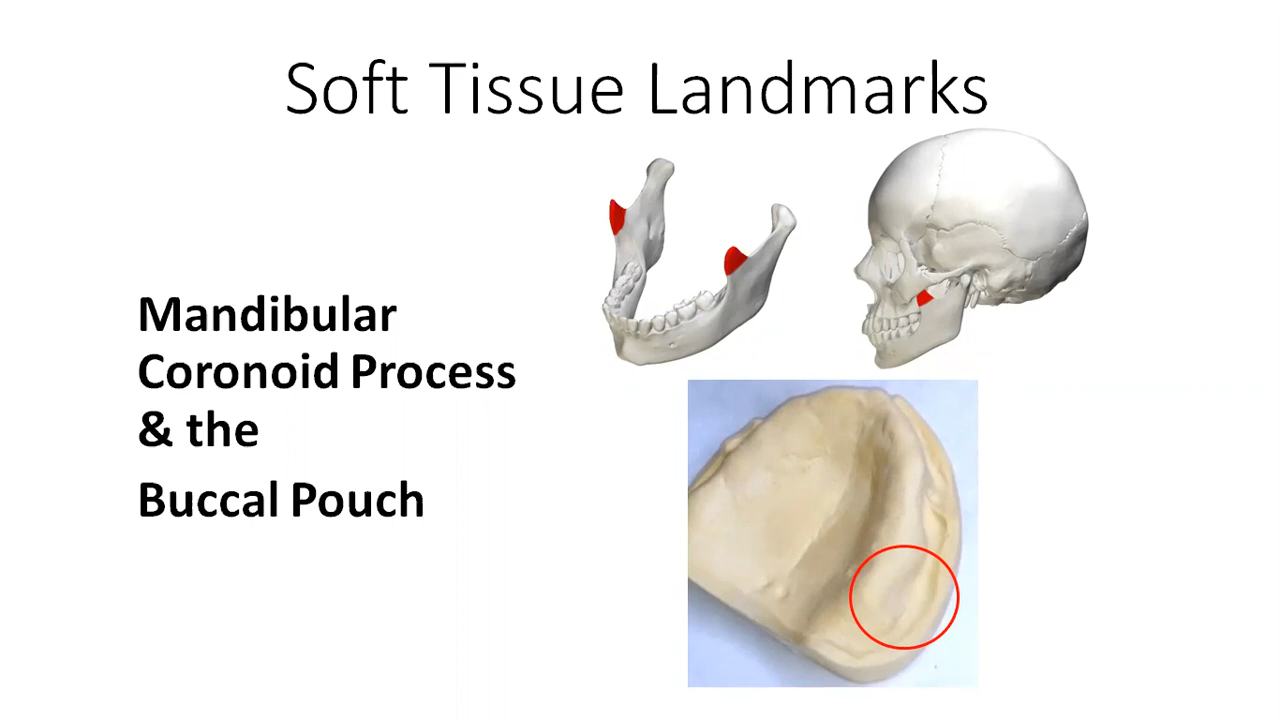 Soft Tissue Landmarks
Mandibular
Coronoid Process
& the
Buccal Pouch